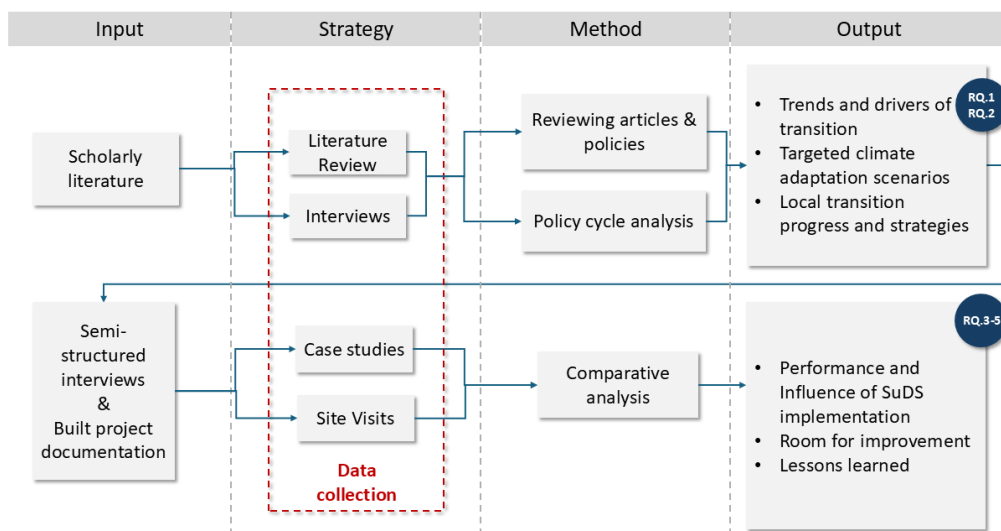 Input
Strategy
Method
Output
Scholarly
literature
Literature
Review
Interviews
Reviewing articles &
policies
Policy cycle analysis
RQ.1
RQ.2
• Trends and drivers of
transition
• Targeted climate
adaptation scenarios
• Local transition
progress and strategies
Semi-
structured
interviews
&
Built project
documentation
Case studies
Site Visits
Data
collection
Comparative
analysis
RQ.3-5
• Performance and
Influence of SuDS
implementation
• Room for improvement
• Lessons learned